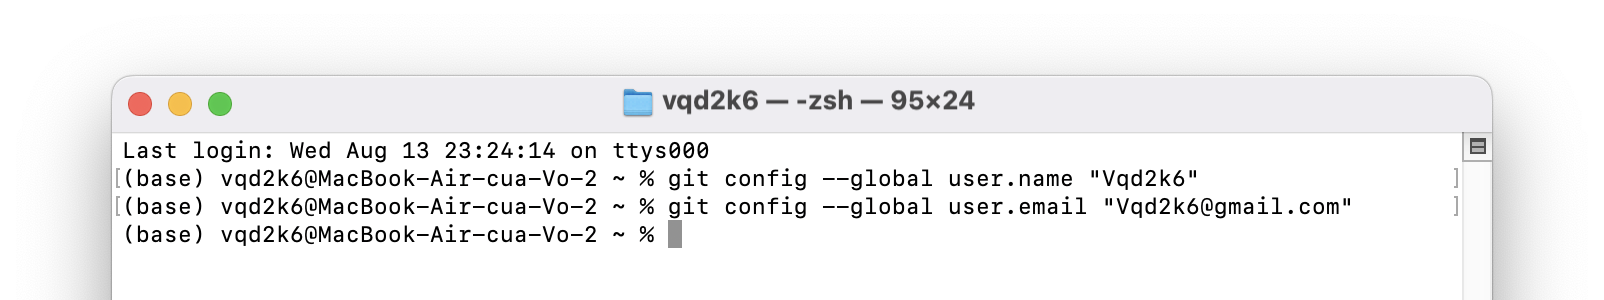 vqd2k6 — -zsh — 95×24
Last login: Wed Aug 13 23:24:14 on ttys000
[(base) vqd2k6@MacBook-Air-cua-Vo-2 ~ % git config --global user.name "Vqd2k6" ]
[(base) vqd2k6@MacBook-Air-cua-Vo-2 ~ % git config --global user.email "Vqd2k6@gmail.com" ]
(base) vqd2k6@MacBook-Air-cua-Vo-2 ~ %